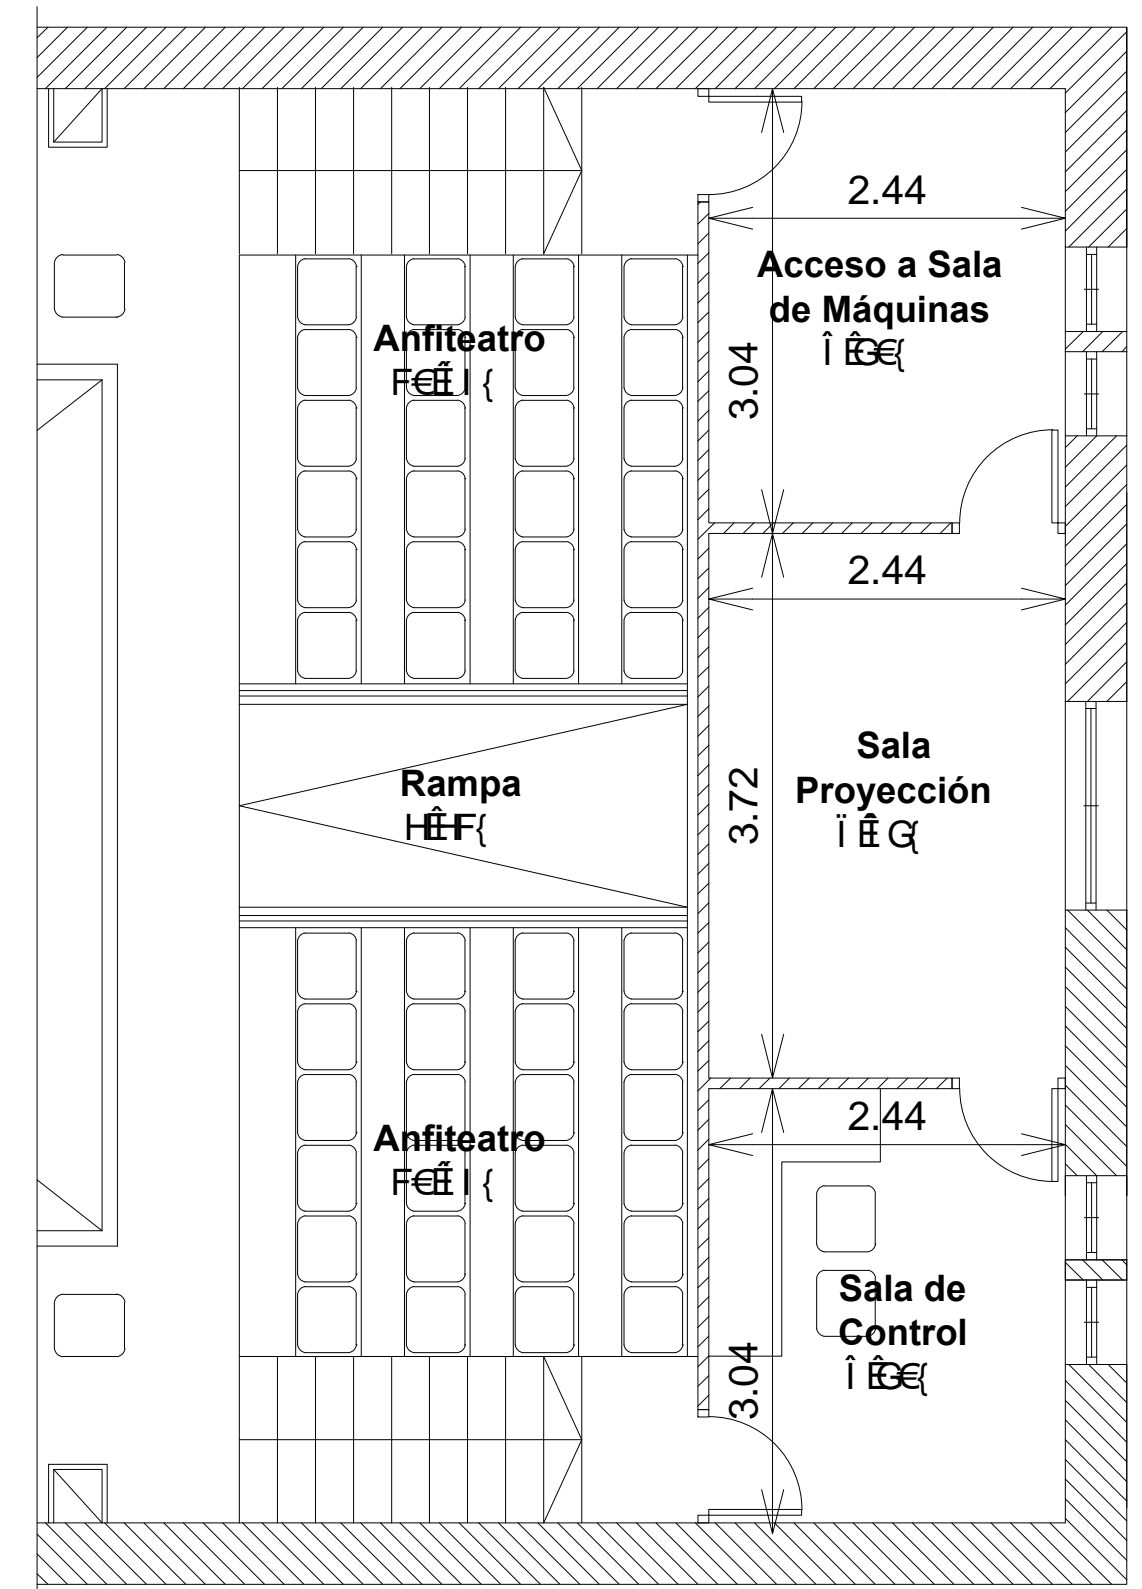 2.44
Acceso a Sala
de Máquinas
3.04
Anfiteatro
2.44
Sala
Proyección
3.72
Rampa
2.44
Anfiteatro
Sala de
Control
3.04